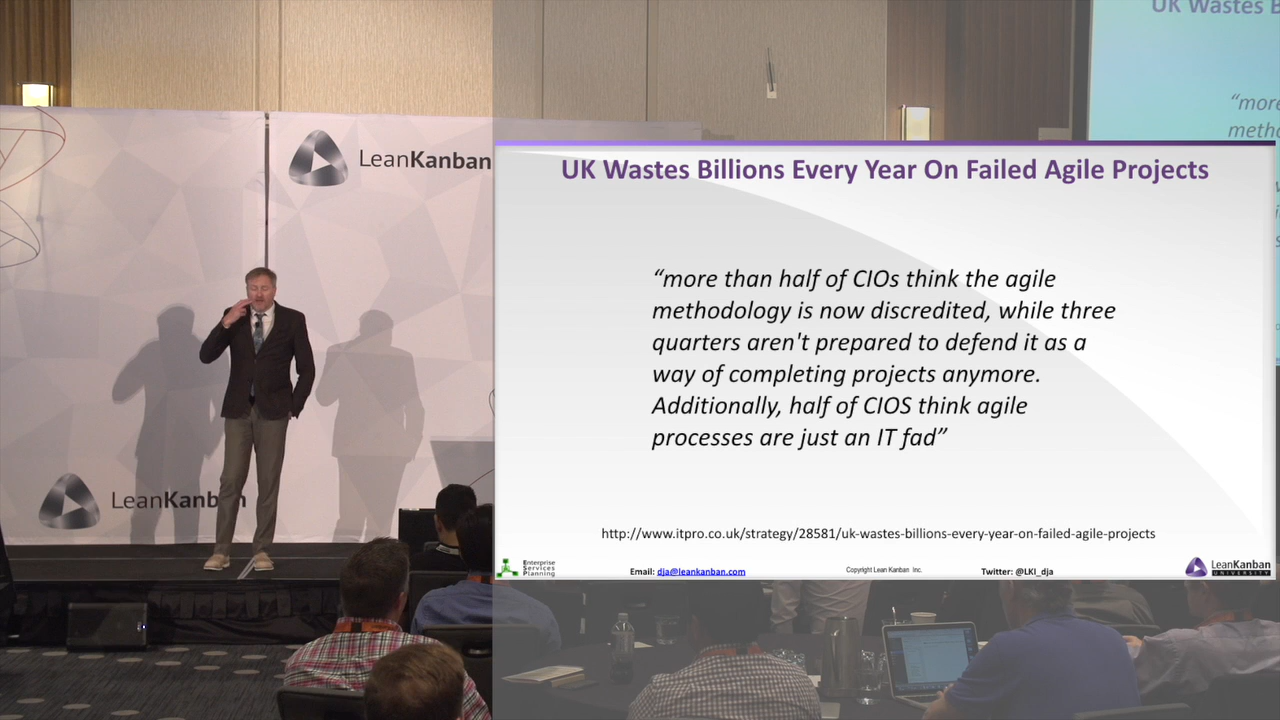 UK Wastes B
“more
metho
LeanKanban
UK Wastes Billions Every Year On Failed Agile Projects
“more than half of CIOs think the agile
methodology is now discredited, while three
quarters aren't prepared to defend it as a
way of completing projects anymore.
Additionally, half of CIOS think agile
processes are just an IT fad”
LeanKanban
http://www.itpro.co.uk/strategy/28581/uk-wastes-billions-every-year-on-failed-agile-projects
Enterprise
Services
Planning
Email: dja@leankanban.com
Copyright Lean Kanban Inc.
Twitter: @LKI_dja
LeanKanban
UNIVERSITY